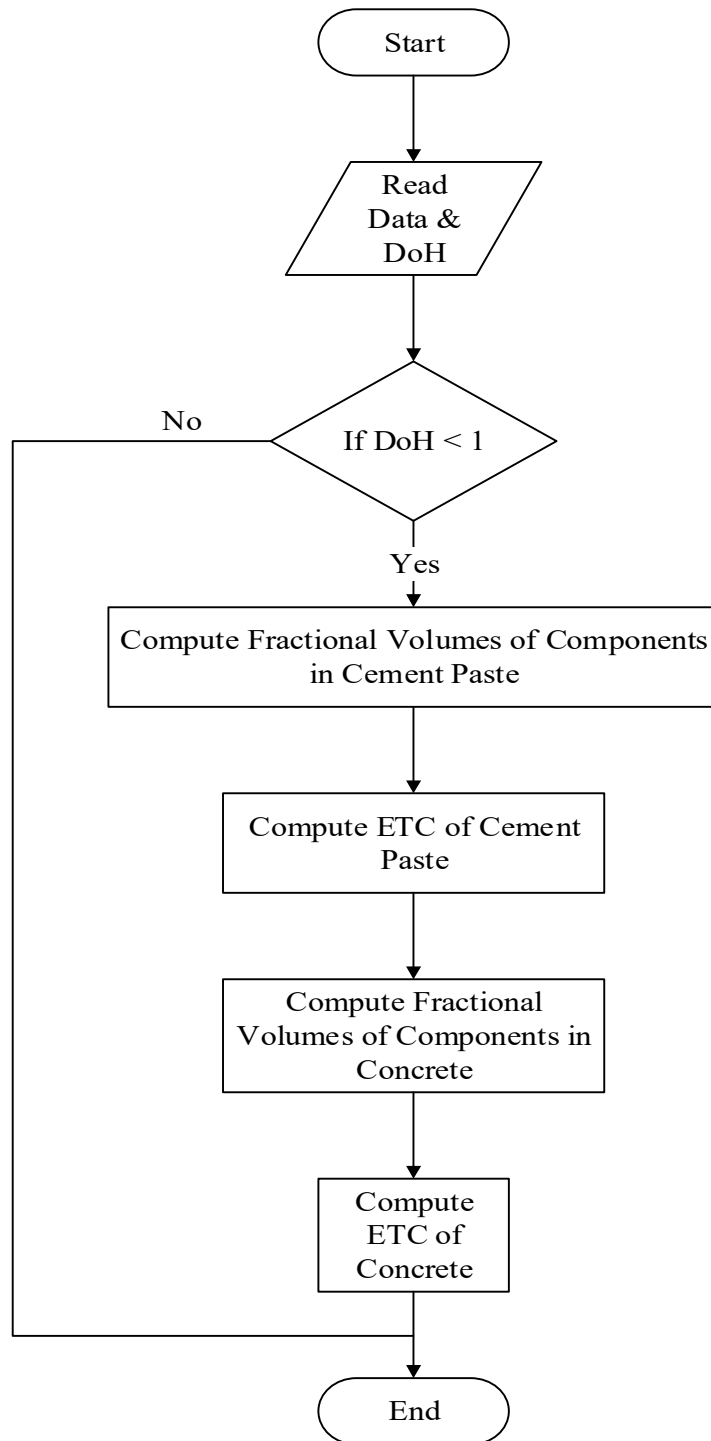 Start
Read
Data &
DoH
If DoH < 1
No
Yes
Compute Fractional Volumes of Components
in Cement Paste
Compute ETC of Cement
Paste
Compute Fractional
Volumes of Components in
Concrete
Compute
ETC of
Concrete
End